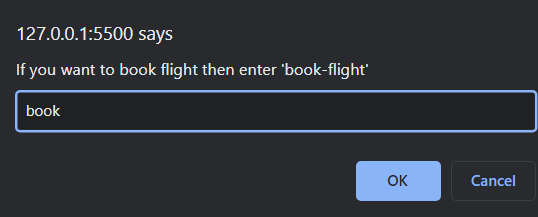 127.0.0.1:5500 says
If you want to book flight then enter 'book-flight'
book
OK
Cancel